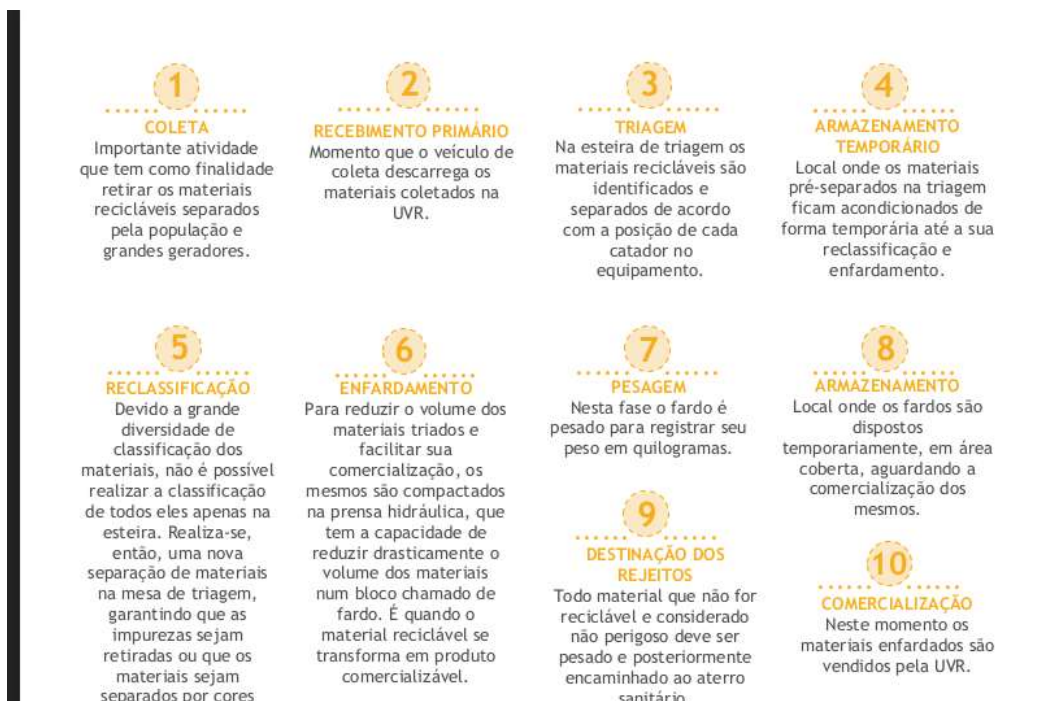 1
COLETA
Importante atividade
que tem como finalidade
retirar os materiais
recicláveis separados
pela população e
grandes geradores.
2
RECEBIMENTO PRIMÁRIO
Momento que o veículo de
coleta descarrega os
materiais coletados na
UVR.
3
TRIAGEM
Na esteira de triagem os
materiais recicláveis são
identificados e
separados de acordo
com a posição de cada
catador no
equipamento.
4
ARMAZENAMENTO
TEMPORÁRIO
Local onde os materiais
pré-separados na triagem
ficam acondicionados de
forma temporária até a sua
reclassificação e
enfardamento.
5
RECLASSIFICAÇÃO
Devido a grande
diversidade de
classificação dos
materiais, não é possível
realizar a classificação
de todos eles apenas na
esteira. Realiza-se,
então, uma nova
separação de materiais
na mesa de triagem,
garantindo que as
impurezas sejam
retiradas ou que os
materiais sejam
separados por cores
6
ENFARDAMENTO
Para reduzir o volume dos
materiais triados e
facilitar sua
comercialização, os
mesmos são compactados
na prensa hidráulica, que
tem a capacidade de
reduzir drasticamente o
volume dos materiais
num bloco chamado de
fardo. É quando o
material reciclável se
transforma em produto
comercializável.
7
PESAGEM
Nesta fase o fardo é
pesado para registrar seu
peso em quilogramas.
8
ARMAZENAMENTO
Local onde os fardos são
dispostos
temporariamente, em área
coberta, aguardando a
comercialização dos
mesmos.
9
DESTINAÇÃO DOS
REJEITOS
Todo material que não for
reciclável e considerado
não perigoso deve ser
pesado e posteriormente
encaminhado ao aterro
sanitário
10
COMERCIALIZAÇÃO
Neste momento os
materiais enfardados são
vendidos pela UVR.